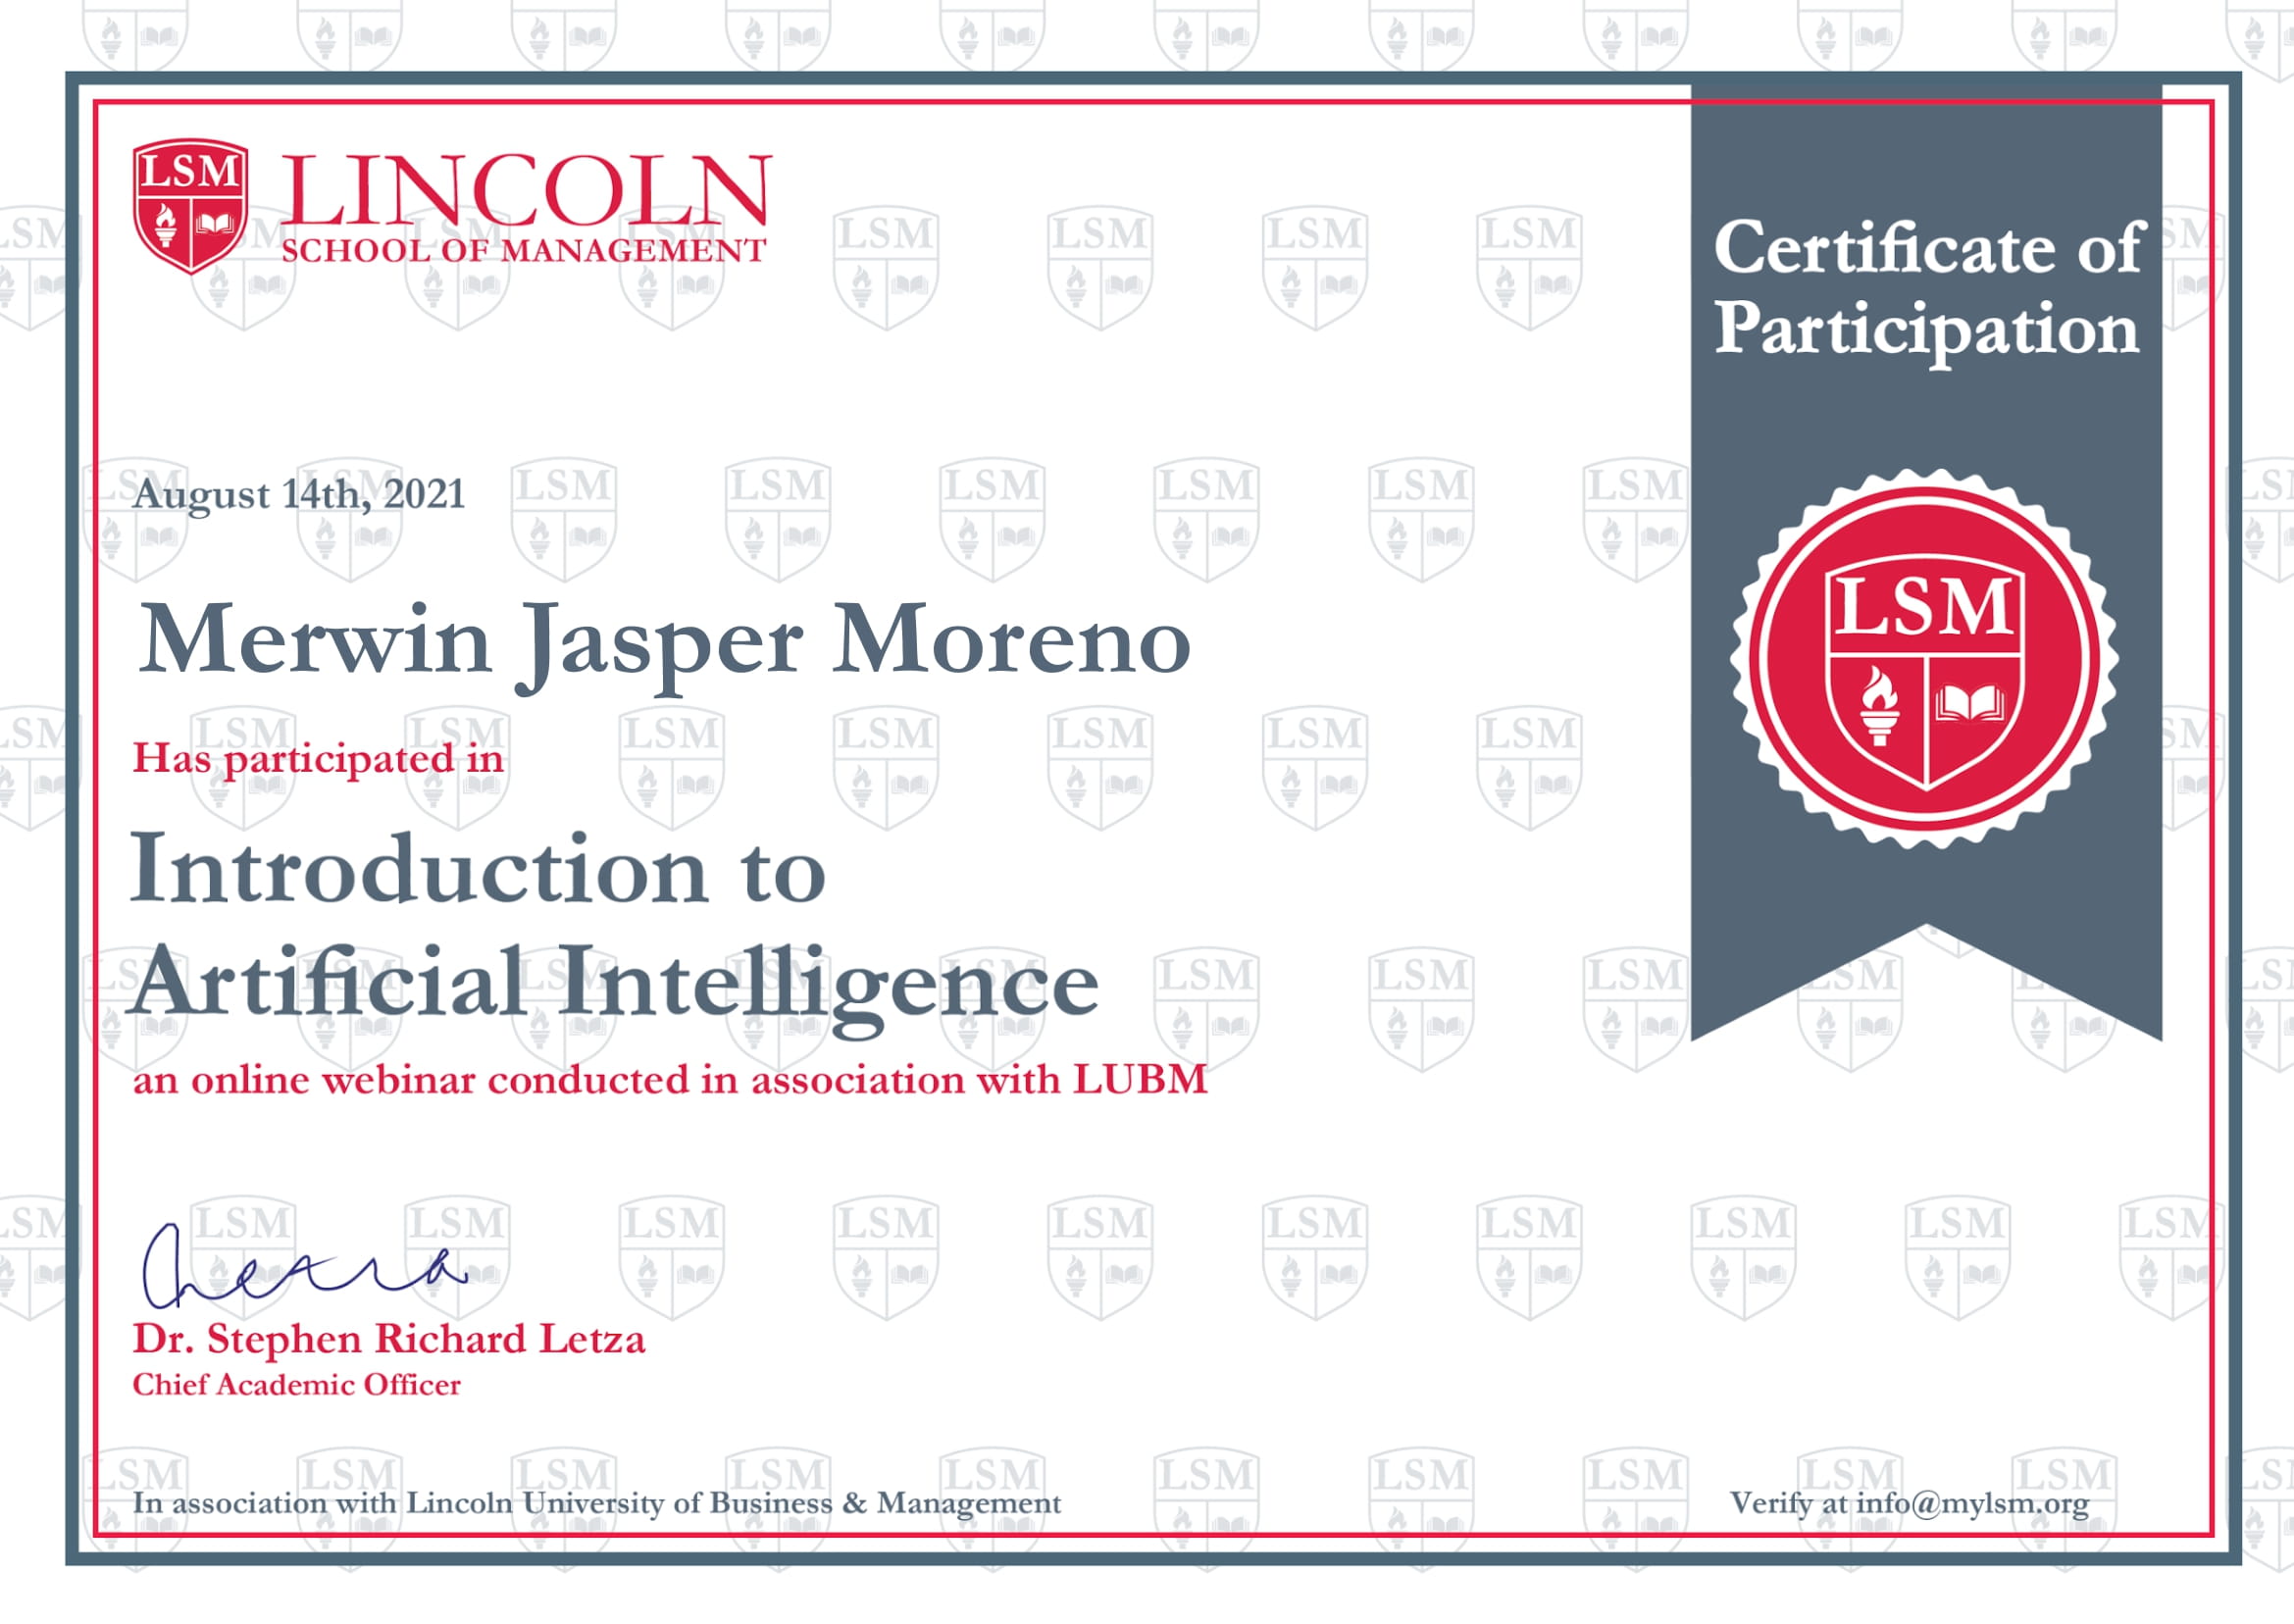 LSM
LINCOLN
SCHOOL OF MANAGEMENT
Certificate of
Participation
August 14th, 2021
LSM
Merwin Jasper Moreno
Has participated in
Introduction to
Artificial Intelligence
an online webinar conducted in association with LUBM
Dr. Stephen Richard Letza
Chief Academic Officer
In association with Lincoln University of Business & Management
Verify at info@mylsm.org